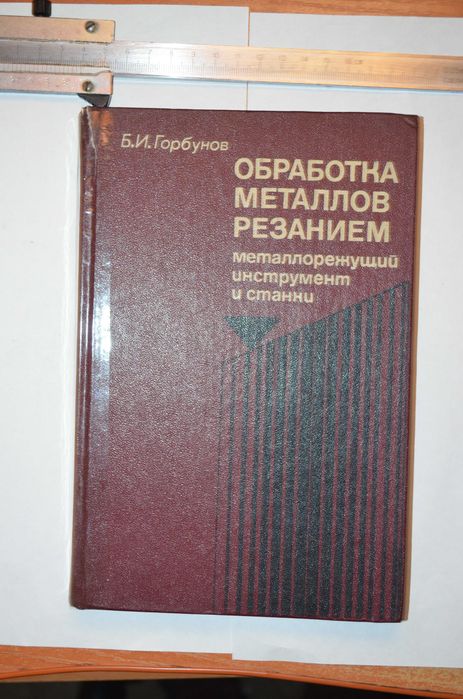 Б.И.Горбунов
ОБРАБОТКА
МЕТАЛЛОВ
РЕЗАНИЕМ
металлорежущий
инструмент
и станки